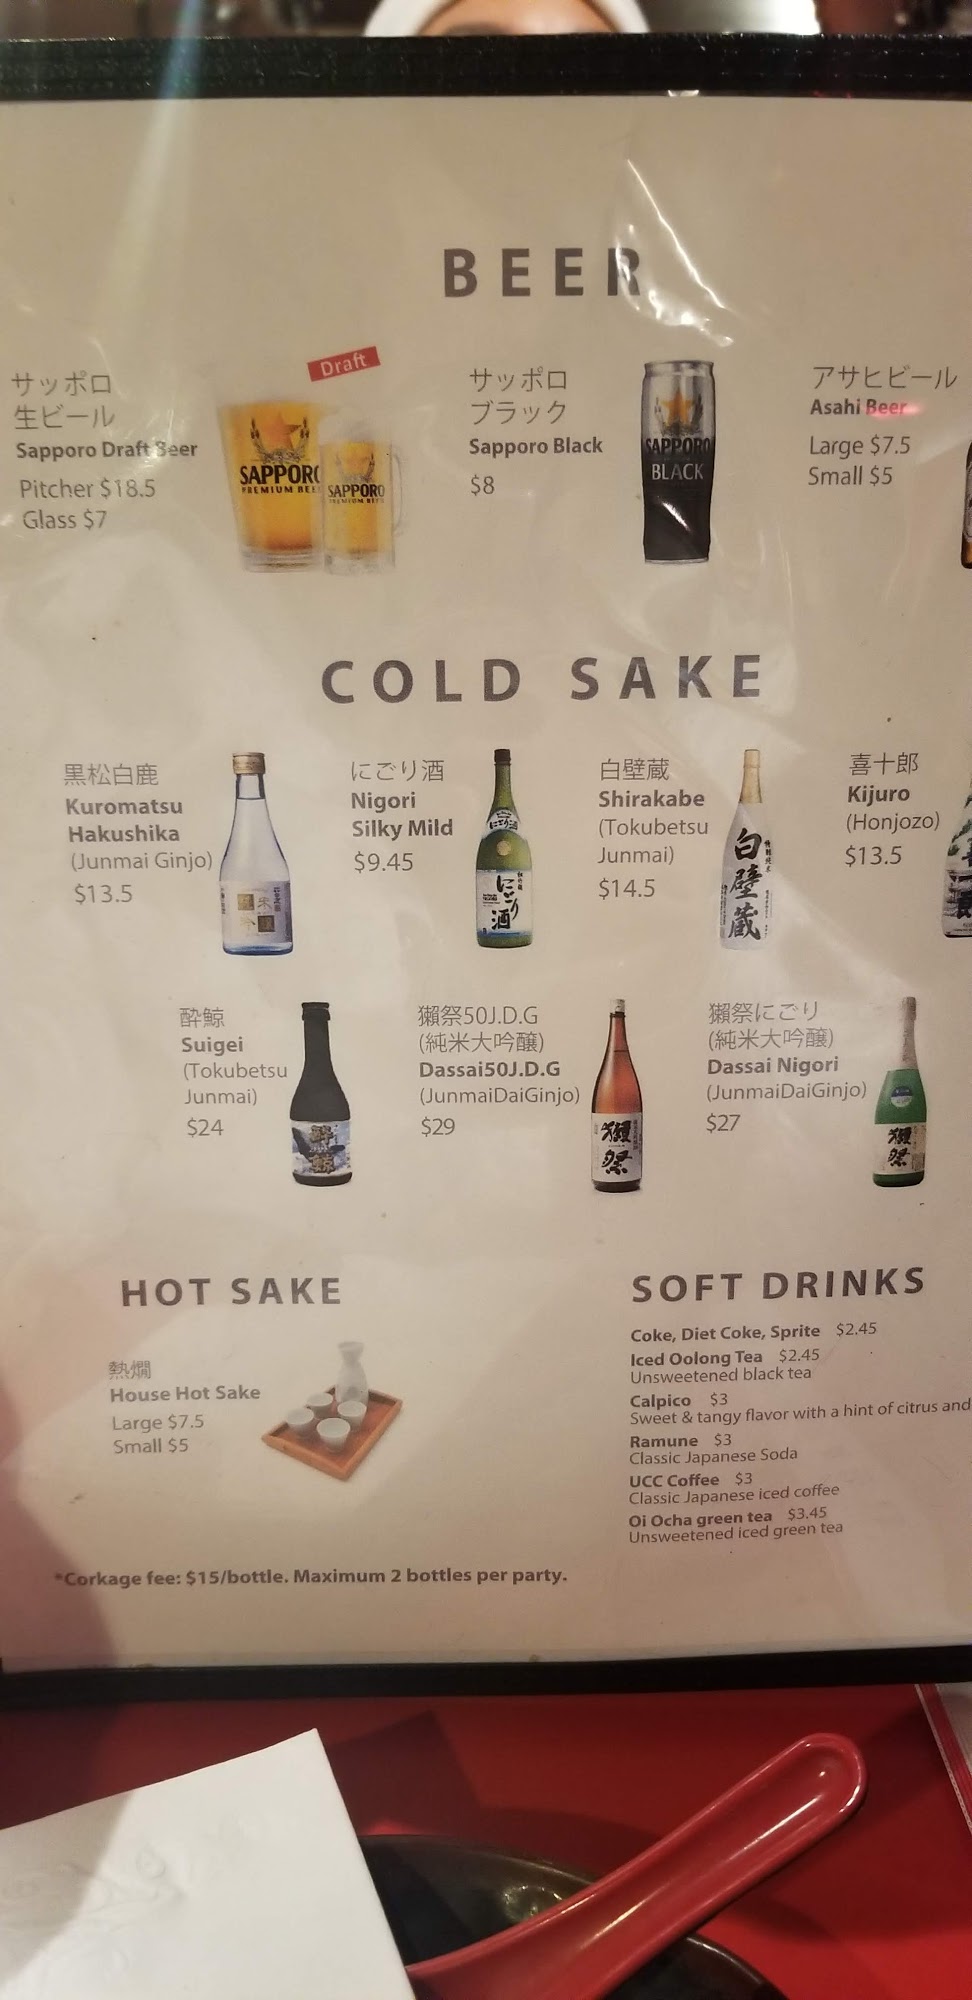 BEER
サッポロ
生ビール
Sapporo Draft Beer
Pitcher $18.5
Glass $7
Draft
SAPPORO
PREMIUM BEER
SAPPORO
PREMIUM BEER
サッポロ
ブラック
Sapporo Black
$8
SAPPORO
BLACK
アサヒビール
Asahi Beer
Large $7.5
Small $5
COLD SAKE
黒松白鹿
Kuromatsu
Hakushika
(Junmai Ginjo)
$13.5
にごり酒
Nigori
Silky Mild
$9.45
にごり
酒
白壁蔵
Shirakabe
(Tokubetsu
Junmai)
$14.5
白壁蔵
喜十郎
Kijuro
(Honjozo)
$13.5
酔鯨
Suigei
(Tokubetsu
Junmai)
$24
酔鯨
獺祭50J.D.G
(純米大吟醸)
Dassai50J.D.G
(JunmaiDaiGinjo)
$29
獺祭
獺祭にごり
(純米大吟醸)
Dassai Nigori
(JunmaiDaiGinjo)
$27
獺祭
HOT SAKE
熱燗
House Hot Sake
Large $7.5
Small $5
SOFT DRINKS
Coke, Diet Coke, Sprite $2.45
Iced Oolong Tea $2.45
Unsweetened black tea
Calpico $3
Sweet & tangy flavor with a hint of citrus and
Ramune $3
Classic Japanese Soda
UCC Coffee $3
Classic Japanese iced coffee
Oi Ocha green tea $3.45
Unsweetened iced green tea
*Corkage fee: $15/bottle. Maximum 2 bottles per party.